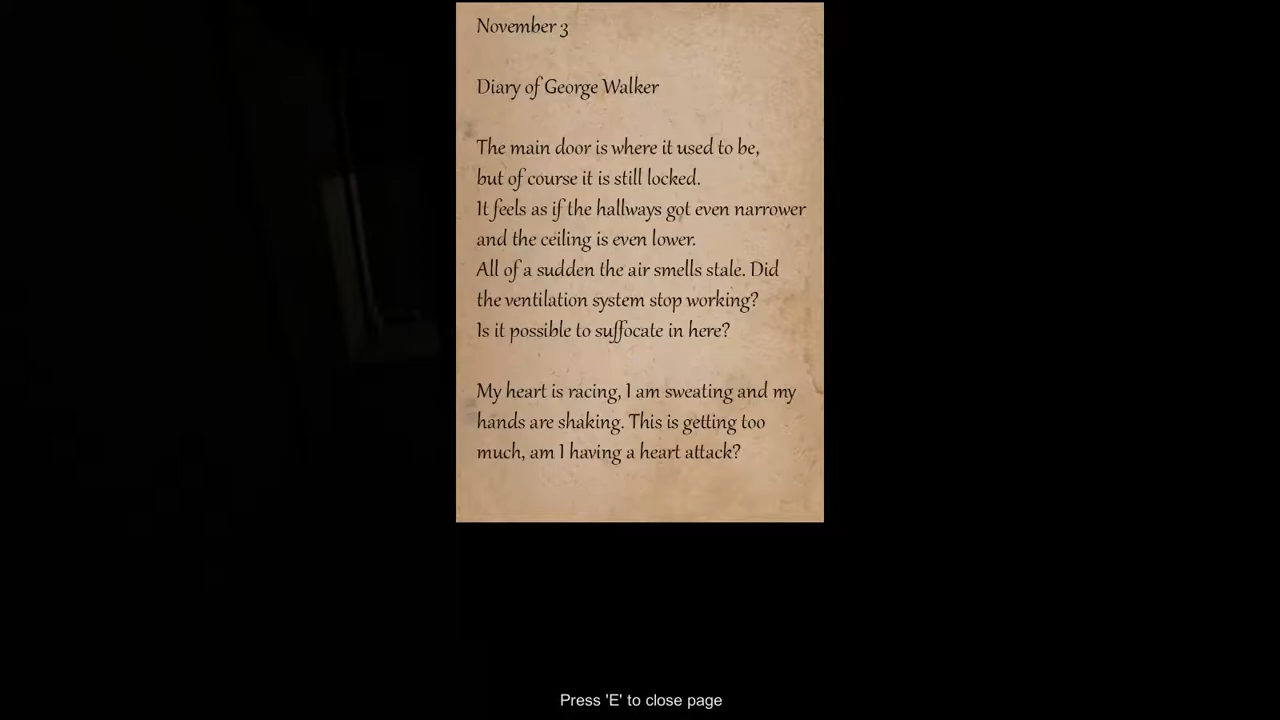 November 3
Diary of George Walker
The main door is where it used to be,
but of course it is still locked.
It feels as if the hallways got even narrower
and the ceiling is even lower.
All of a sudden the air smells stale. Did
the ventilation system stop working?
Is it possible to suffocate in here?
My heart is racing, I am sweating and my
hands are shaking. This is getting too
much, am I having a heart attack?
Press 'E' to close page